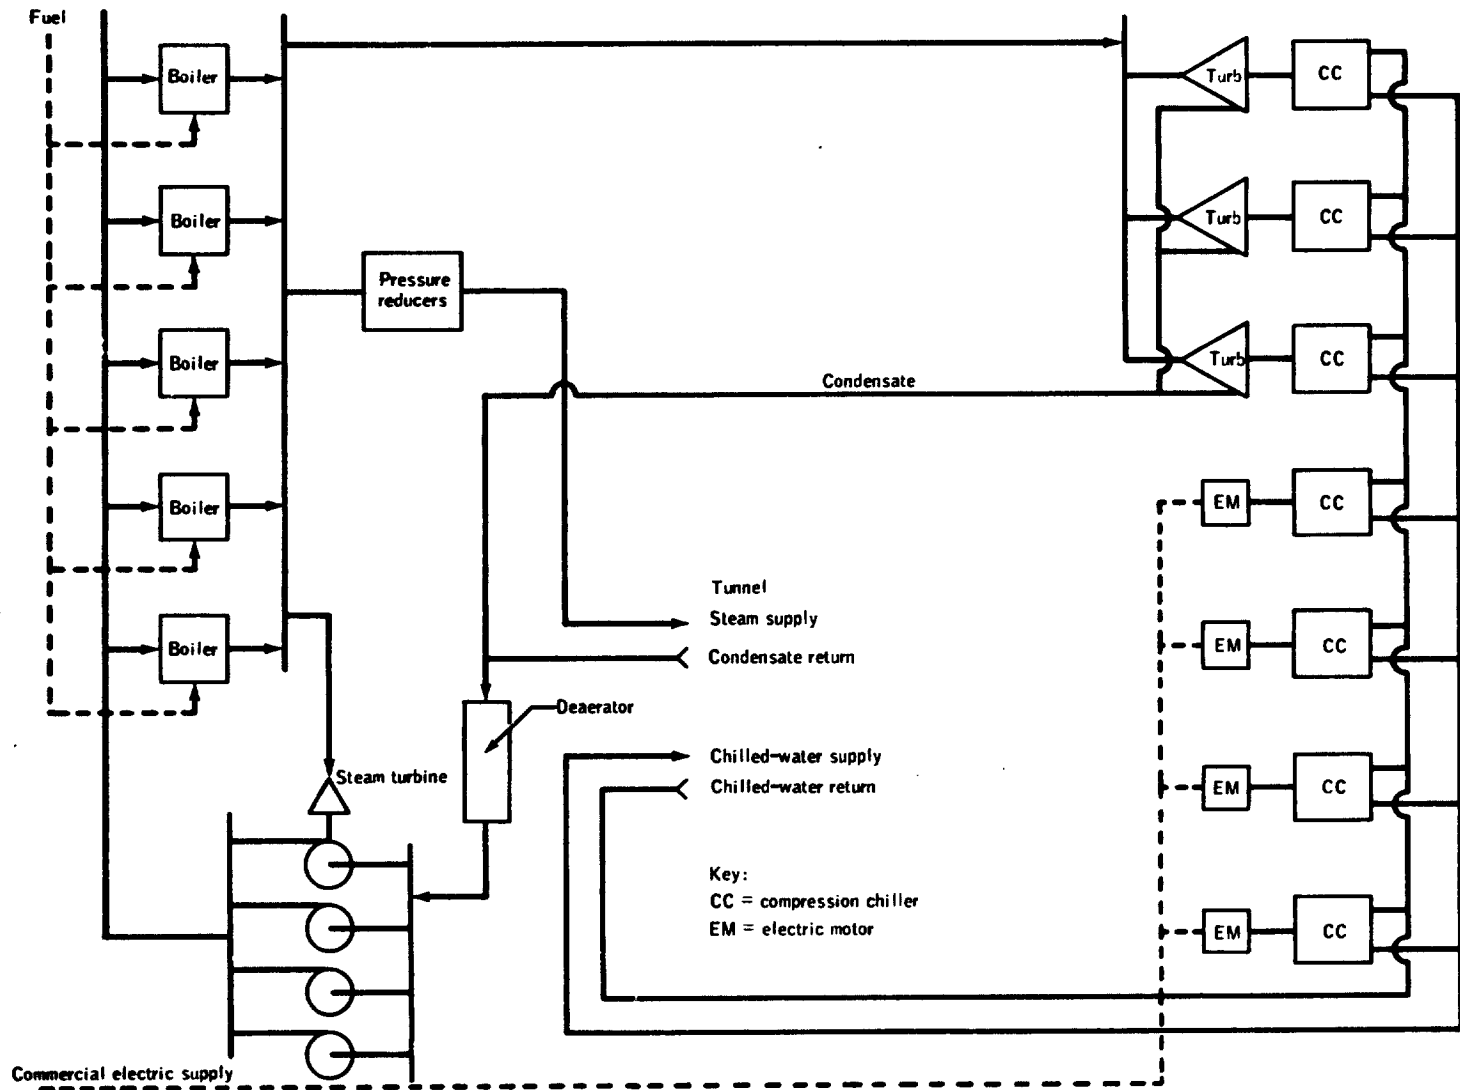 Fuel
Boiler
Turb
CC
Boiler
Turb
CC
Pressure
reducers
Boiler
Turb
CC
Condensate
Boiler
EM
CC
Tunnel
Steam supply
Boiler
EM
CC
Condensate return
Deaerator
Chilled-water supply
Steam turbine
Chilled-water return
EM
CC
Key:
CC = compression chiller
EM = electric motor
EM
CC
Commercial electric supply